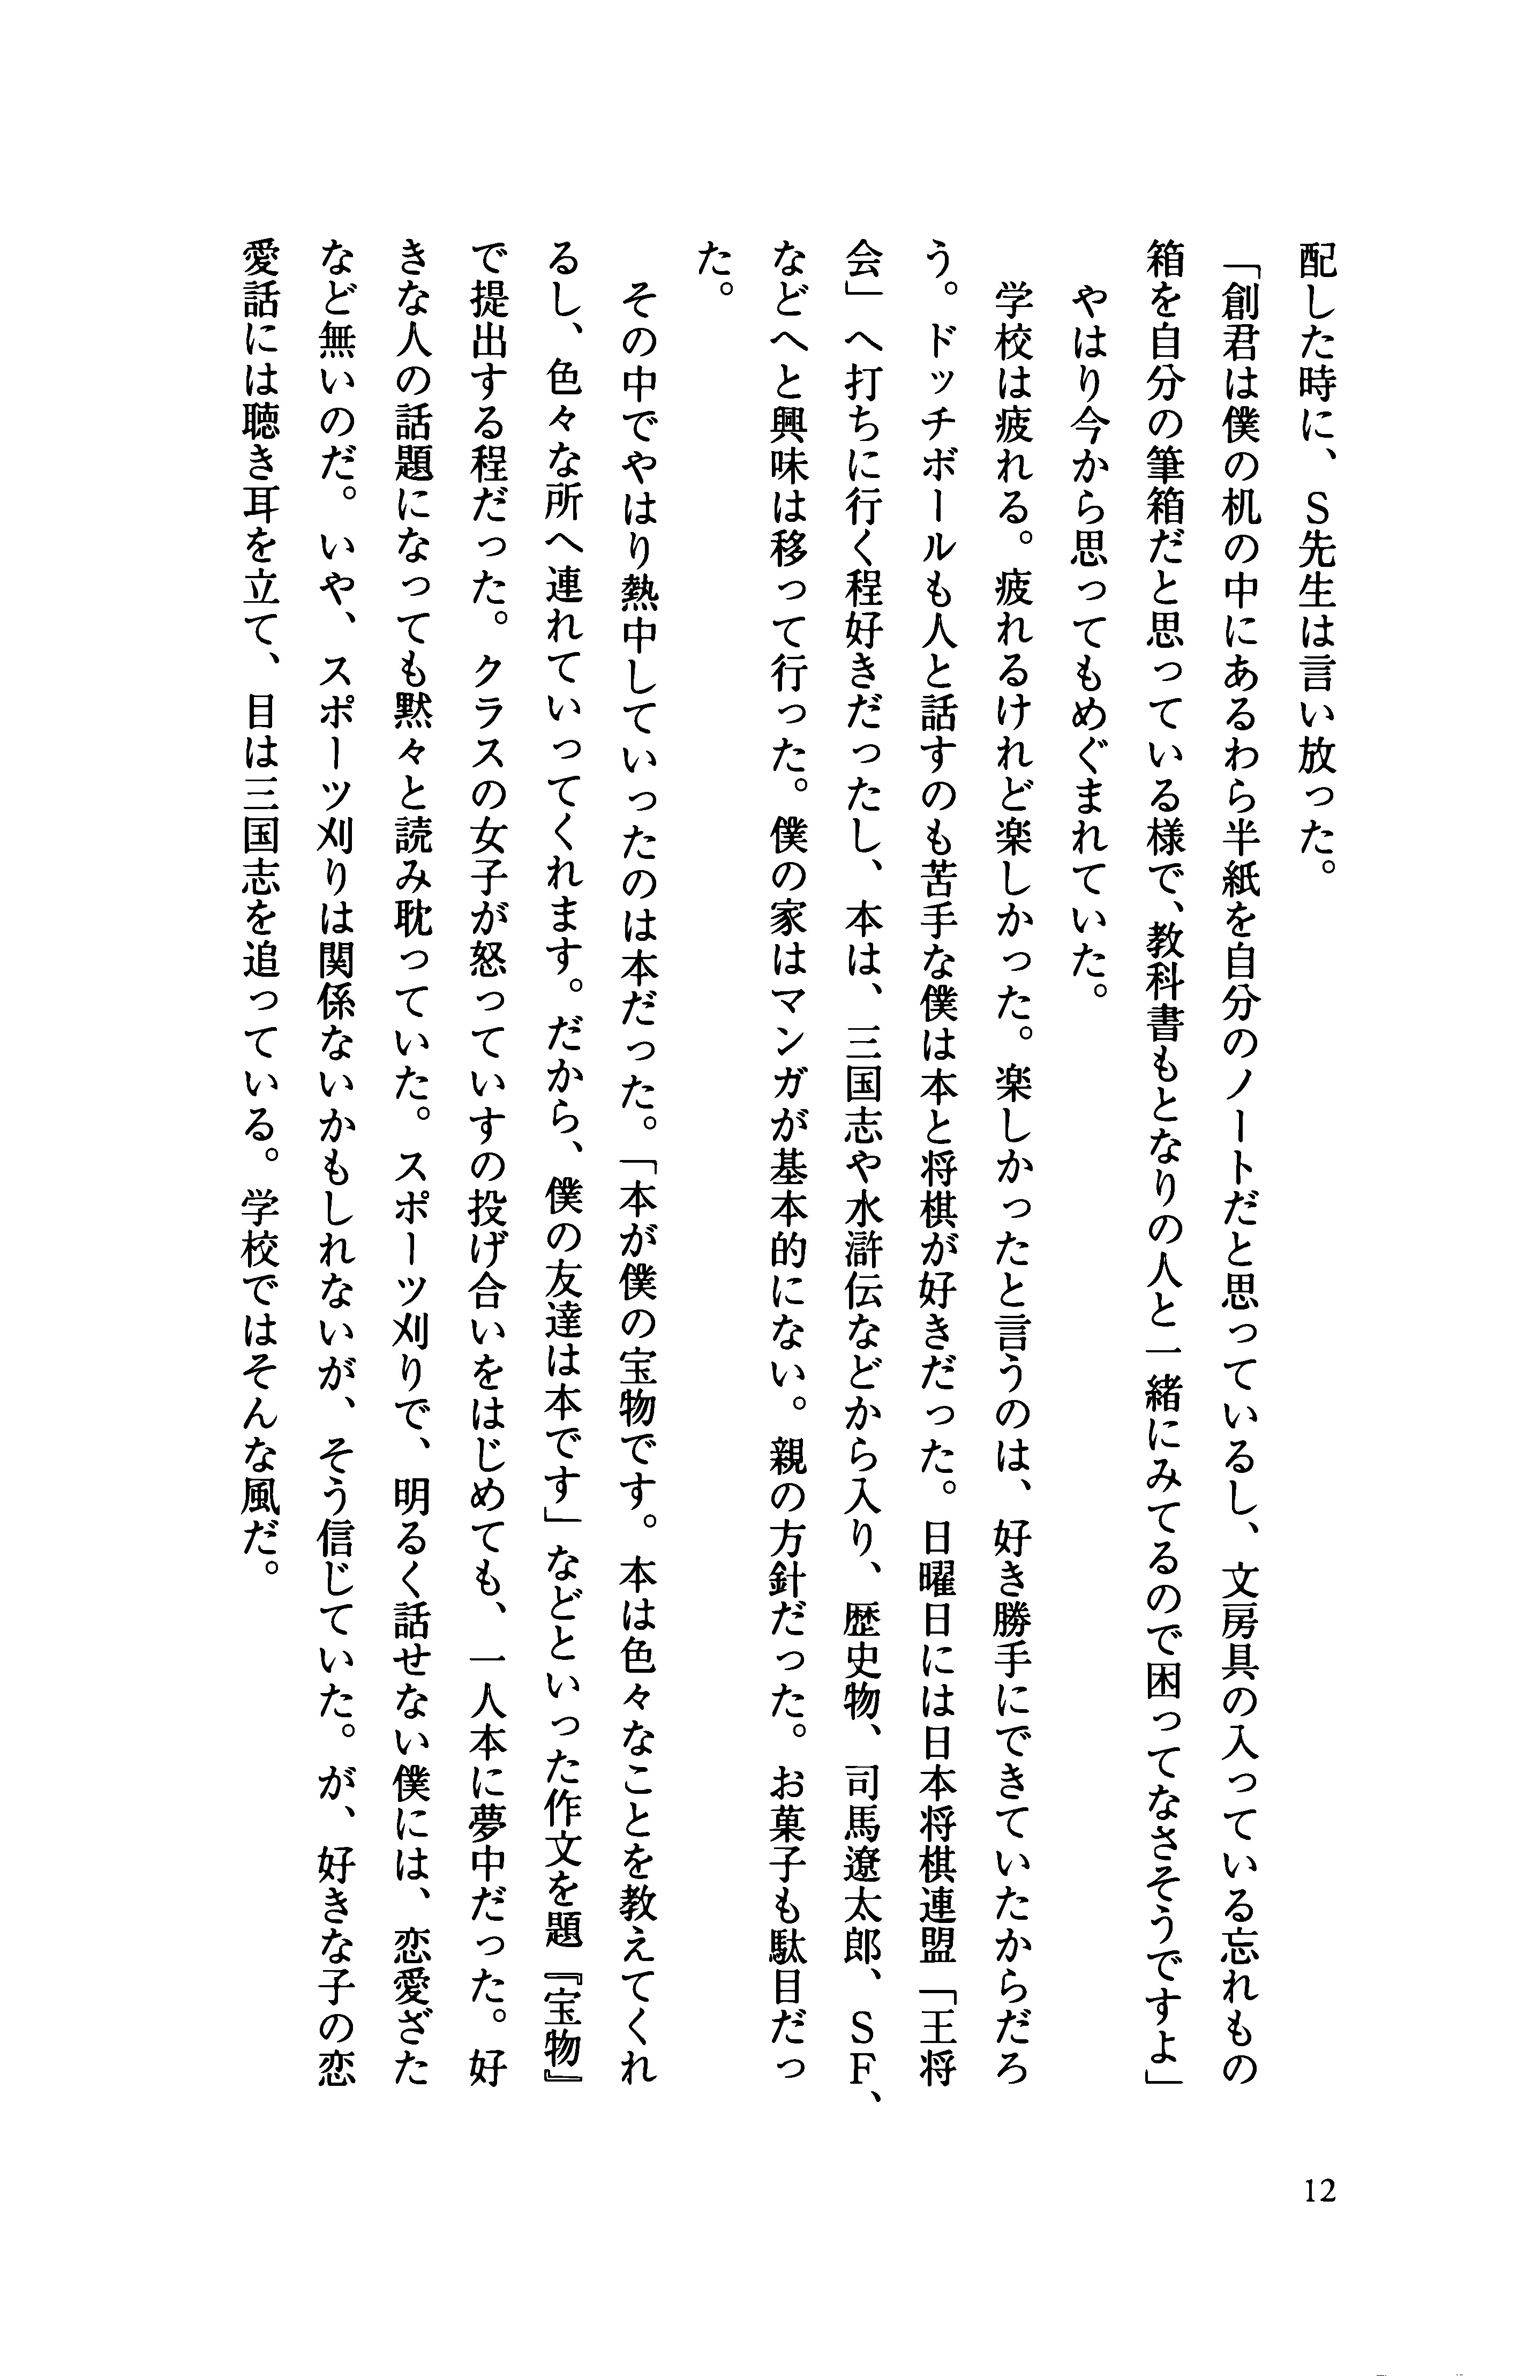 配した時に、Ｓ先生は言い放った。
「創君は僕の机の中にあるわら半紙を自分のノートだと思っているし、文房具の入っている忘れもの
箱を自分の筆箱だと思っている様で、教科書もとなりの人と一緒にみてるので困ってなさそうですよ」
　やはり今から思ってもめぐまれていた。
　学校は疲れる。疲れるけれど楽しかった。楽しかったと言うのは、好き勝手にできていたからだろ
う。ドッチボールも人と話すのも苦手な僕は本と将棋が好きだった。日曜日には日本将棋連盟「王将
会」へ打ちに行く程好きだったし、本は、三国志や水滸伝などから入り、歴史物、司馬遼太郎、ＳＦ、
などへと興味は移って行った。僕の家はマンガが基本的にない。親の方針だった。お菓子も駄目だっ
た。
　その中でやはり熱中していったのは本だった。「本が僕の宝物です。本は色々なことを教えてくれ
るし、色々な所へ連れていってくれます。だから、僕の友達は本です」などといった作文を題『宝物』
で提出する程だった。クラスの女子が怒っていすの投げ合いをはじめても、一人本に夢中だった。好
きな人の話題になっても黙々と読み耽っていた。スポーツ刈りで、明るく話せない僕には、恋愛ざた
など無いのだ。いや、スポーツ刈りは関係ないかもしれないが、そう信じていた。が、好きな子の恋
愛話には聴き耳を立て、目は三国志を追っている。学校ではそんな風だ。
12